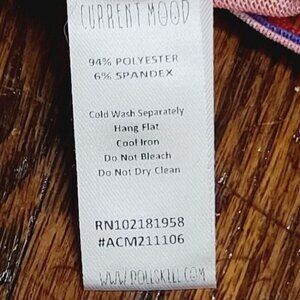 CURRENT MOOD
94% POLYESTER
6% SPANDEX
Cold Wash Separately
Hang Flat
Cool Iron
Do Not Bleach
Do Not Dry Clean
RN102181958
#ACM211106
WWW.DOLLSKILL.COM